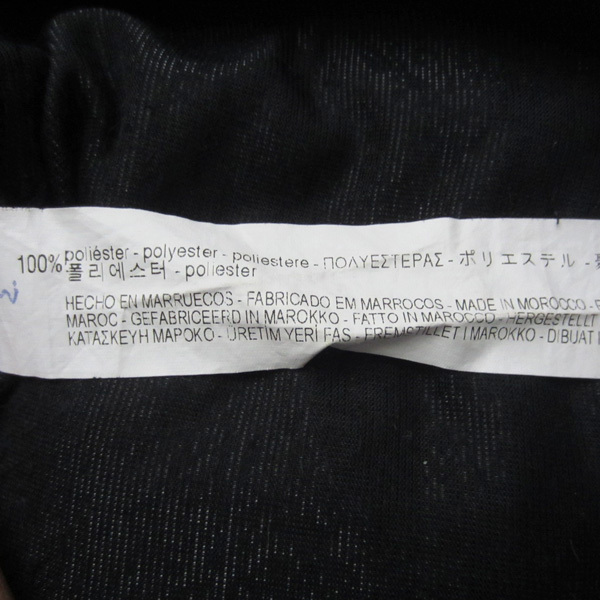 100% poliéster - polyester - poliestere - ΠΟΛΥΕΣΤΕΡΑΣ - ポリエステル -
폴리에스터 - poliester
HECHO EN MARRUECOS - FABRICADO EM MARROCOS - MADE IN MOROCCO -
MAROC - GEFABRICEERD IN MAROKKO - FATTO IN MAROCCO - HERGESTELLT
ΚΑΤΑΣΚΕΥΗ ΜΑΡΟΚΟ - ÜRETIM YERİ FAS - FREMSTILLET I MAROKKO - DIBUAT